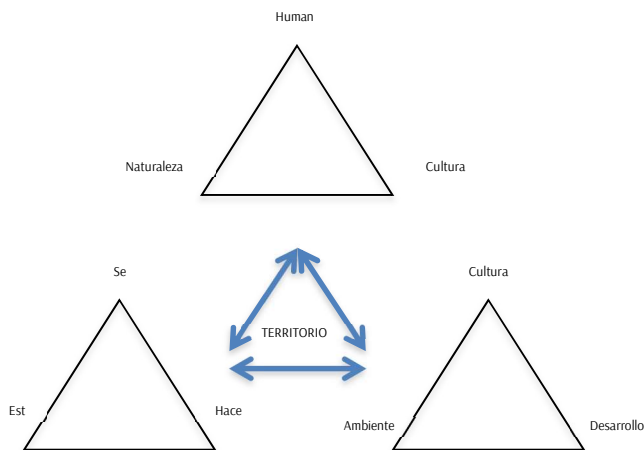 Human
Naturaleza
Cultura
Se
Cultura
TERRITORIO
Est
Hace
Ambiente
Desarrollo